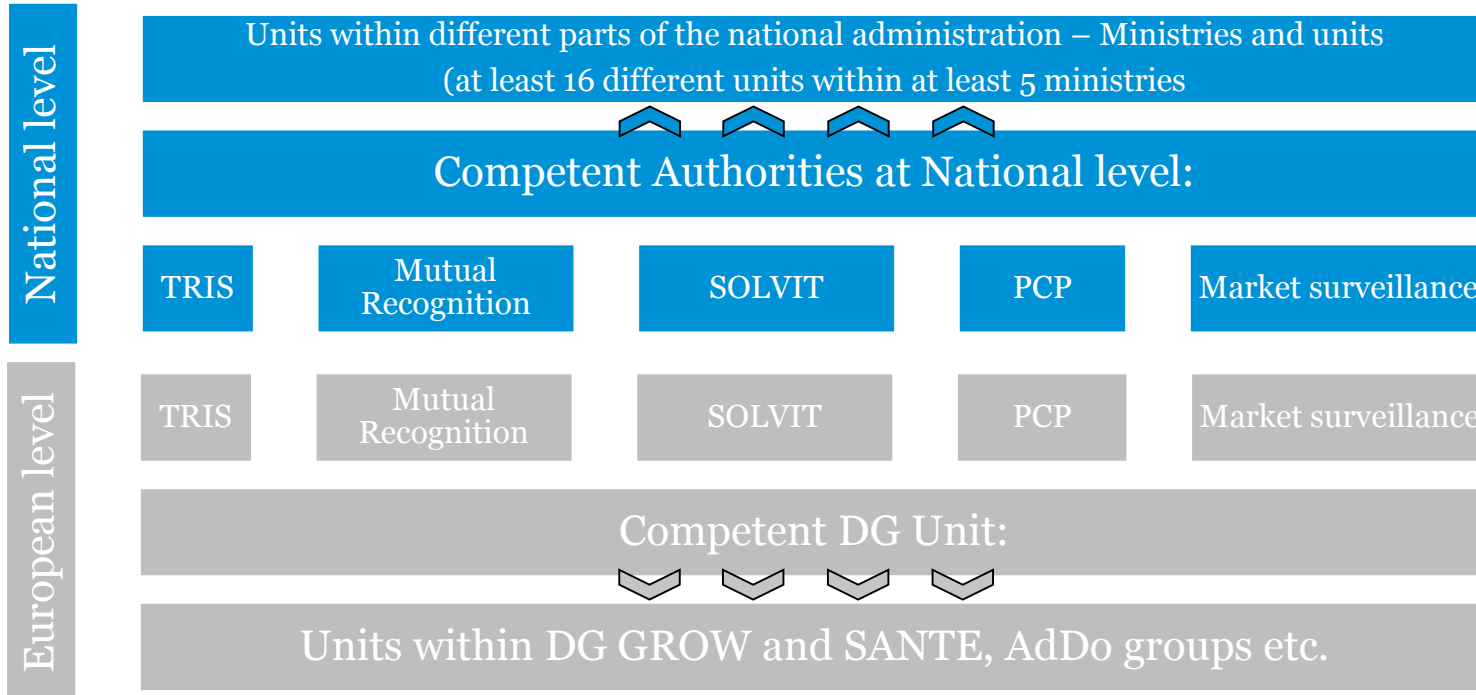 National level
Units within different parts of the national administration – Ministries and units
(at least 16 different units within at least 5 ministries
Competent Authorities at National level:
TRIS
Mutual
Recognition
SOLVIT
PCP
Market surveillance
European level
TRIS
Mutual
Recognition
SOLVIT
PCP
Market surveillance
Competent DG Unit:
Units within DG GROW and SANTE, AdDo groups etc.